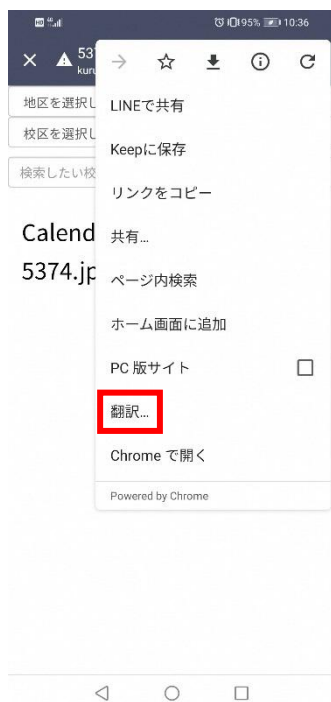 95% 10:36
53
kuru
地区を選択し
校区を選択し
検索したい校
Calend
5374.jp
LINEで共有
Keepに保存
リンクをコピー
共有...
ページ内検索
ホーム画面に追加
PC 版サイト
翻訳...
Chrome で開く
Powered by Chrome